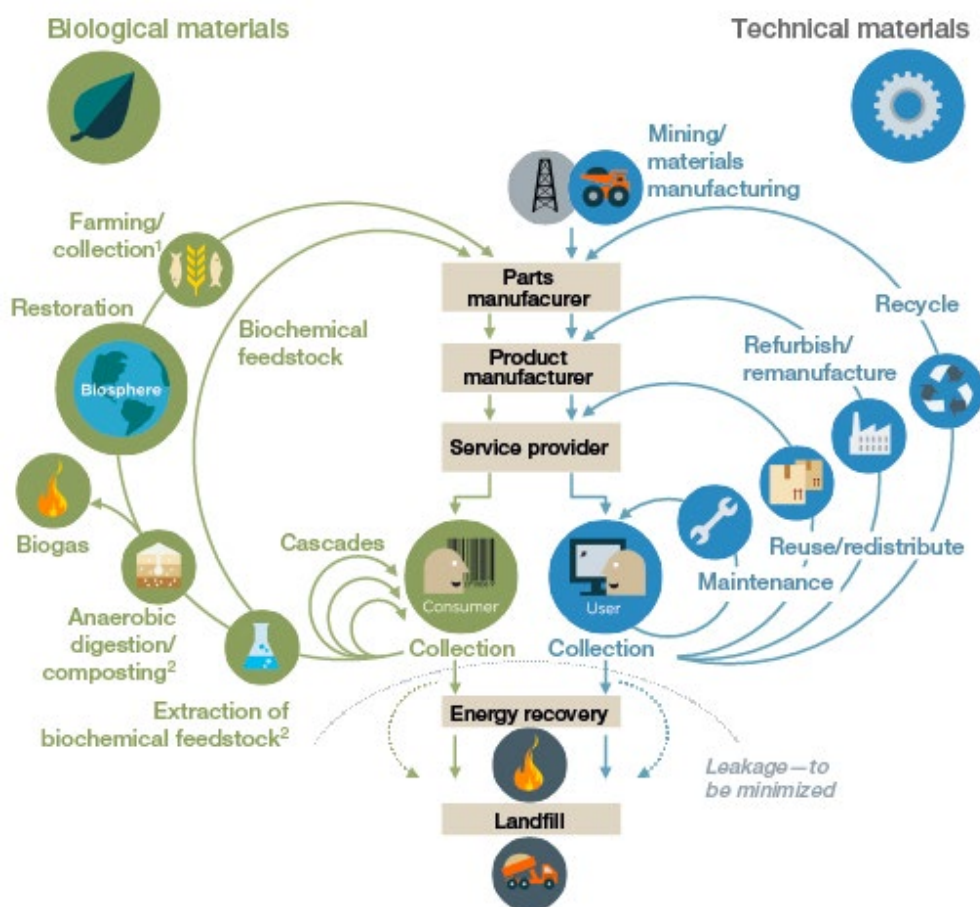 Biological materials
Technical materials
Mining/
materials
manufacturing
Farming/
collection¹
Parts
manufacurer
Restoration
Biochemical
feedstock
Recycle
Product
manufacturer
Refurbish/
remanufacture
Biosphere
Service provider
Biogas
Cascades
Reuse/redistribute
Maintenance
Consumer
User
Anaerobic
digestion/
composting²
Collection
Collection
Extraction of
biochemical feedstock²
Energy recovery
Leakage—to
be minimized
Landfill